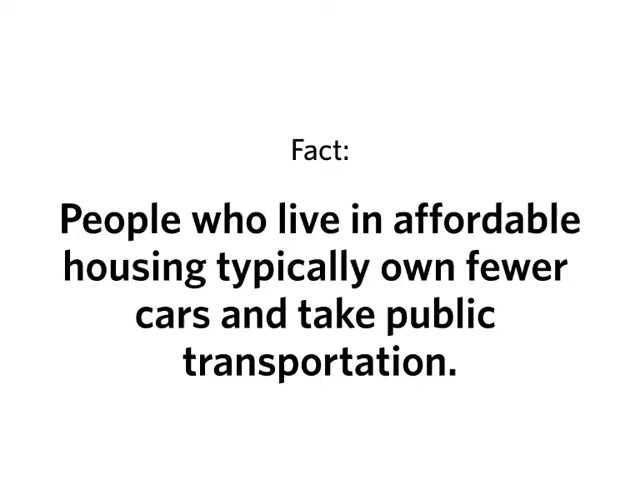 Fact:
People who live in affordable
housing typically own fewer
cars and take public
transportation.